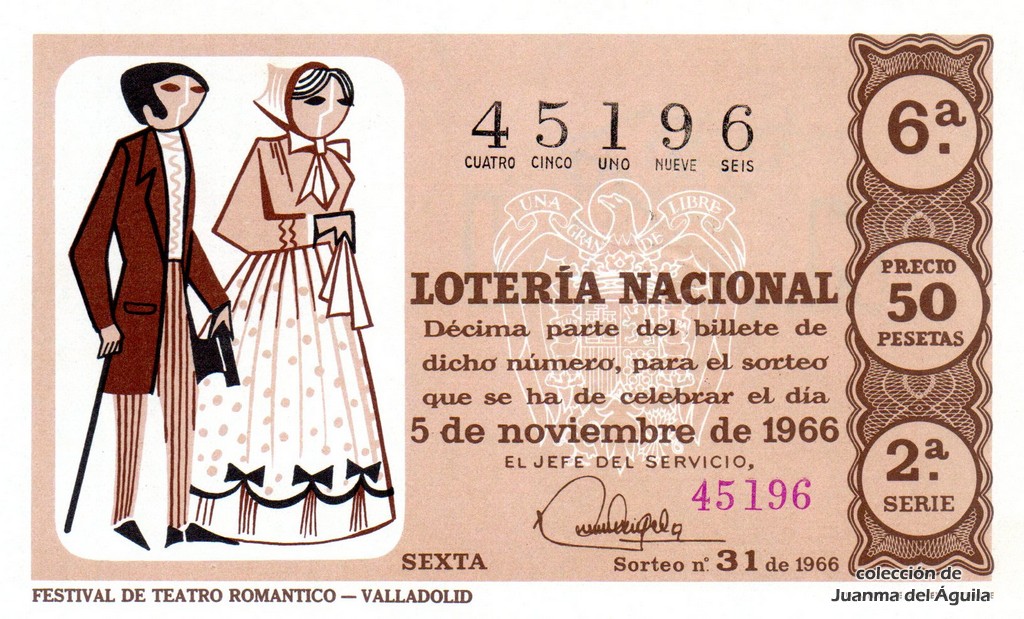 45196
CUATRO CINCO UNO NUEVE SEIS
UNA GRANDE LIBRE
LOTERÍA NACIONAL
Décima parte del billete de
dicho número, para el sorteo
que se ha de celebrar el día
5 de noviembre de 1966
EL JEFE DEL SERVICIO,
45196
SEXTA
Sorteo nº 31 de 1966
6ª.
PRECIO
50
PESETAS
2ª.
SERIE
FESTIVAL DE TEATRO ROMANTICO — VALLADOLID
colección de
Juanma del Águila